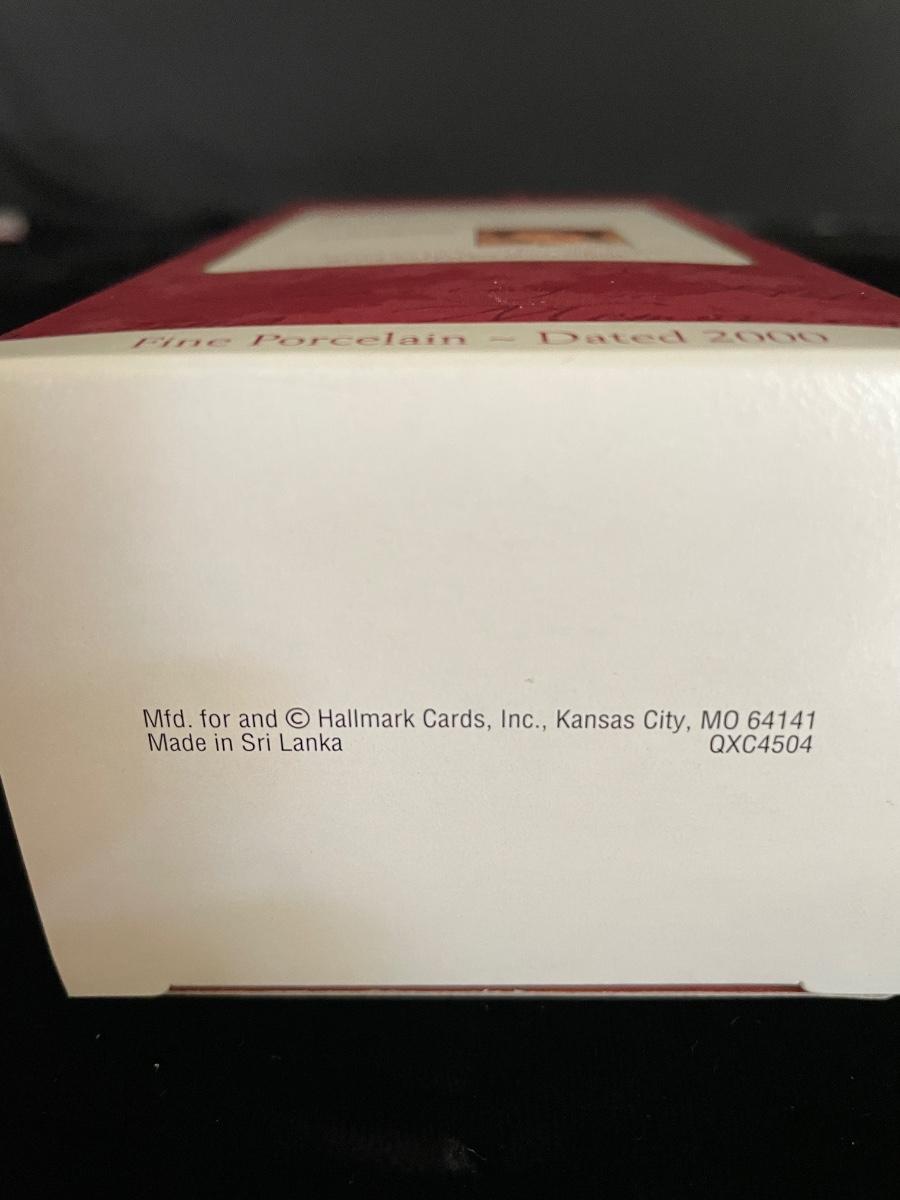 Fine Porcelain ~ Dated 2000
Mfd. for and © Hallmark Cards, Inc., Kansas City, MO 64141
Made in Sri Lanka QXC4504